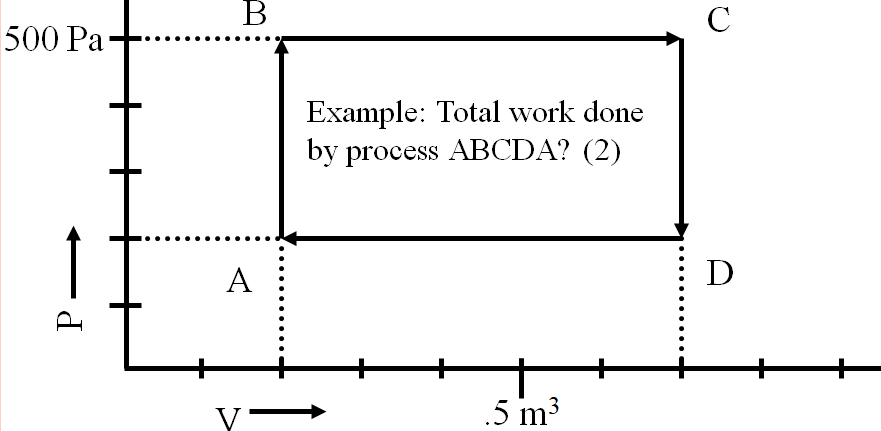 B
C
500 Pa
Example: Total work done
by process ABCDA? (2)
A
D
P
V
.5 m³